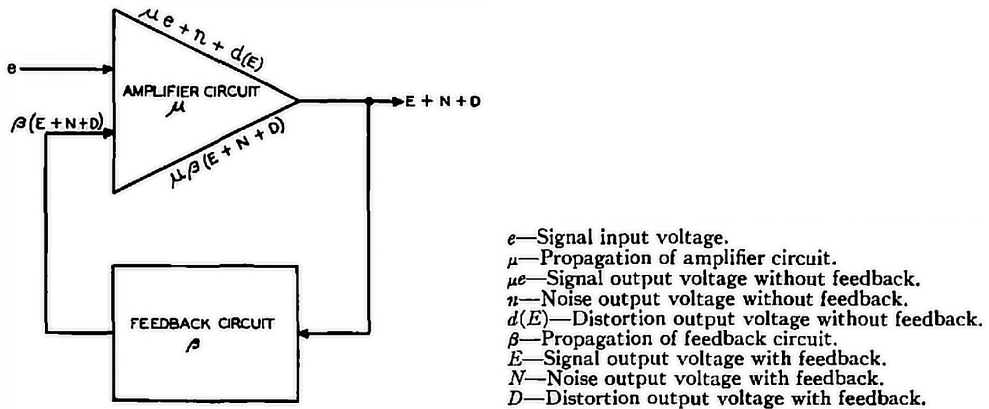 μe + n + d(E)
e
AMPLIFIER CIRCUIT
μ
E + N + D
β(E + N + D)
μβ(E + N + D)
FEEDBACK CIRCUIT
β
e—Signal input voltage.
μ—Propagation of amplifier circuit.
μe—Signal output voltage without feedback.
n—Noise output voltage without feedback.
d(E)—Distortion output voltage without feedback.
β—Propagation of feedback circuit.
E—Signal output voltage with feedback.
N—Noise output voltage with feedback.
D—Distortion output voltage with feedback.